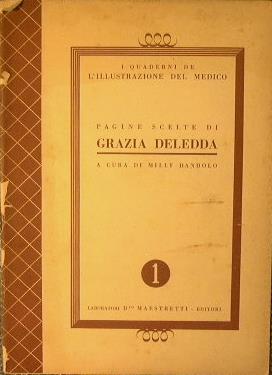 I QUADERNI DE
L'ILLUSTRAZIONE DEL MEDICO
PAGINE SCELTE DI
GRAZIA DELEDDA
A CURA DI MILLY DANDOLO
1
LABORATORI D.ri MAESTRETTI - EDITORI